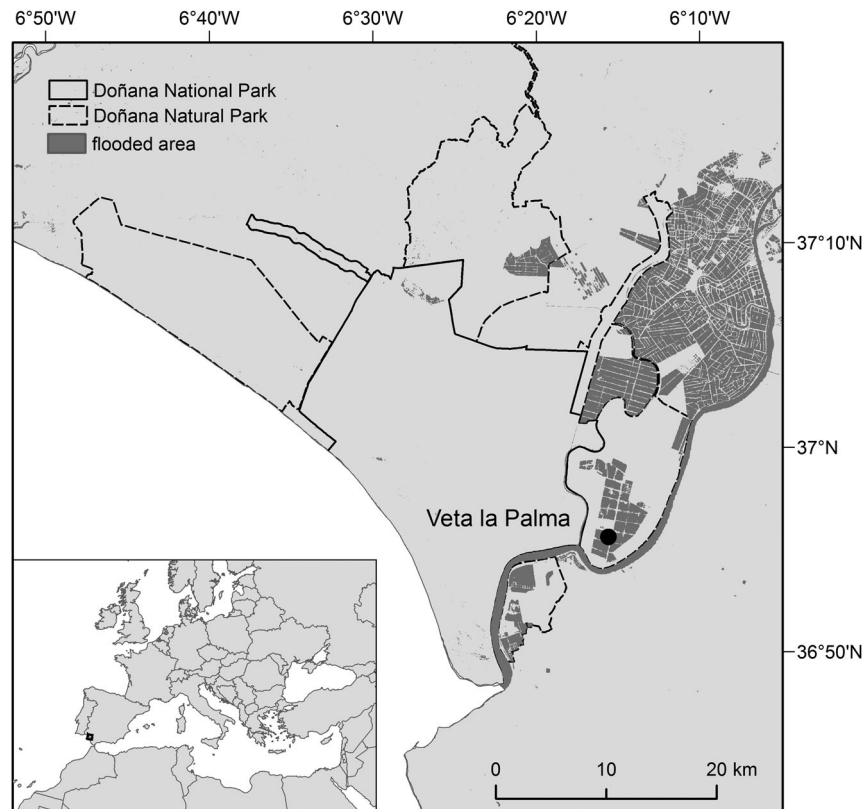 6°50'W 6°40'W 6°30'W 6°20'W 6°10'W
Doñana National Park
Doñana Natural Park
flooded area
37°10'N
37°N
Veta la Palma
36°50'N
0 10 20 km